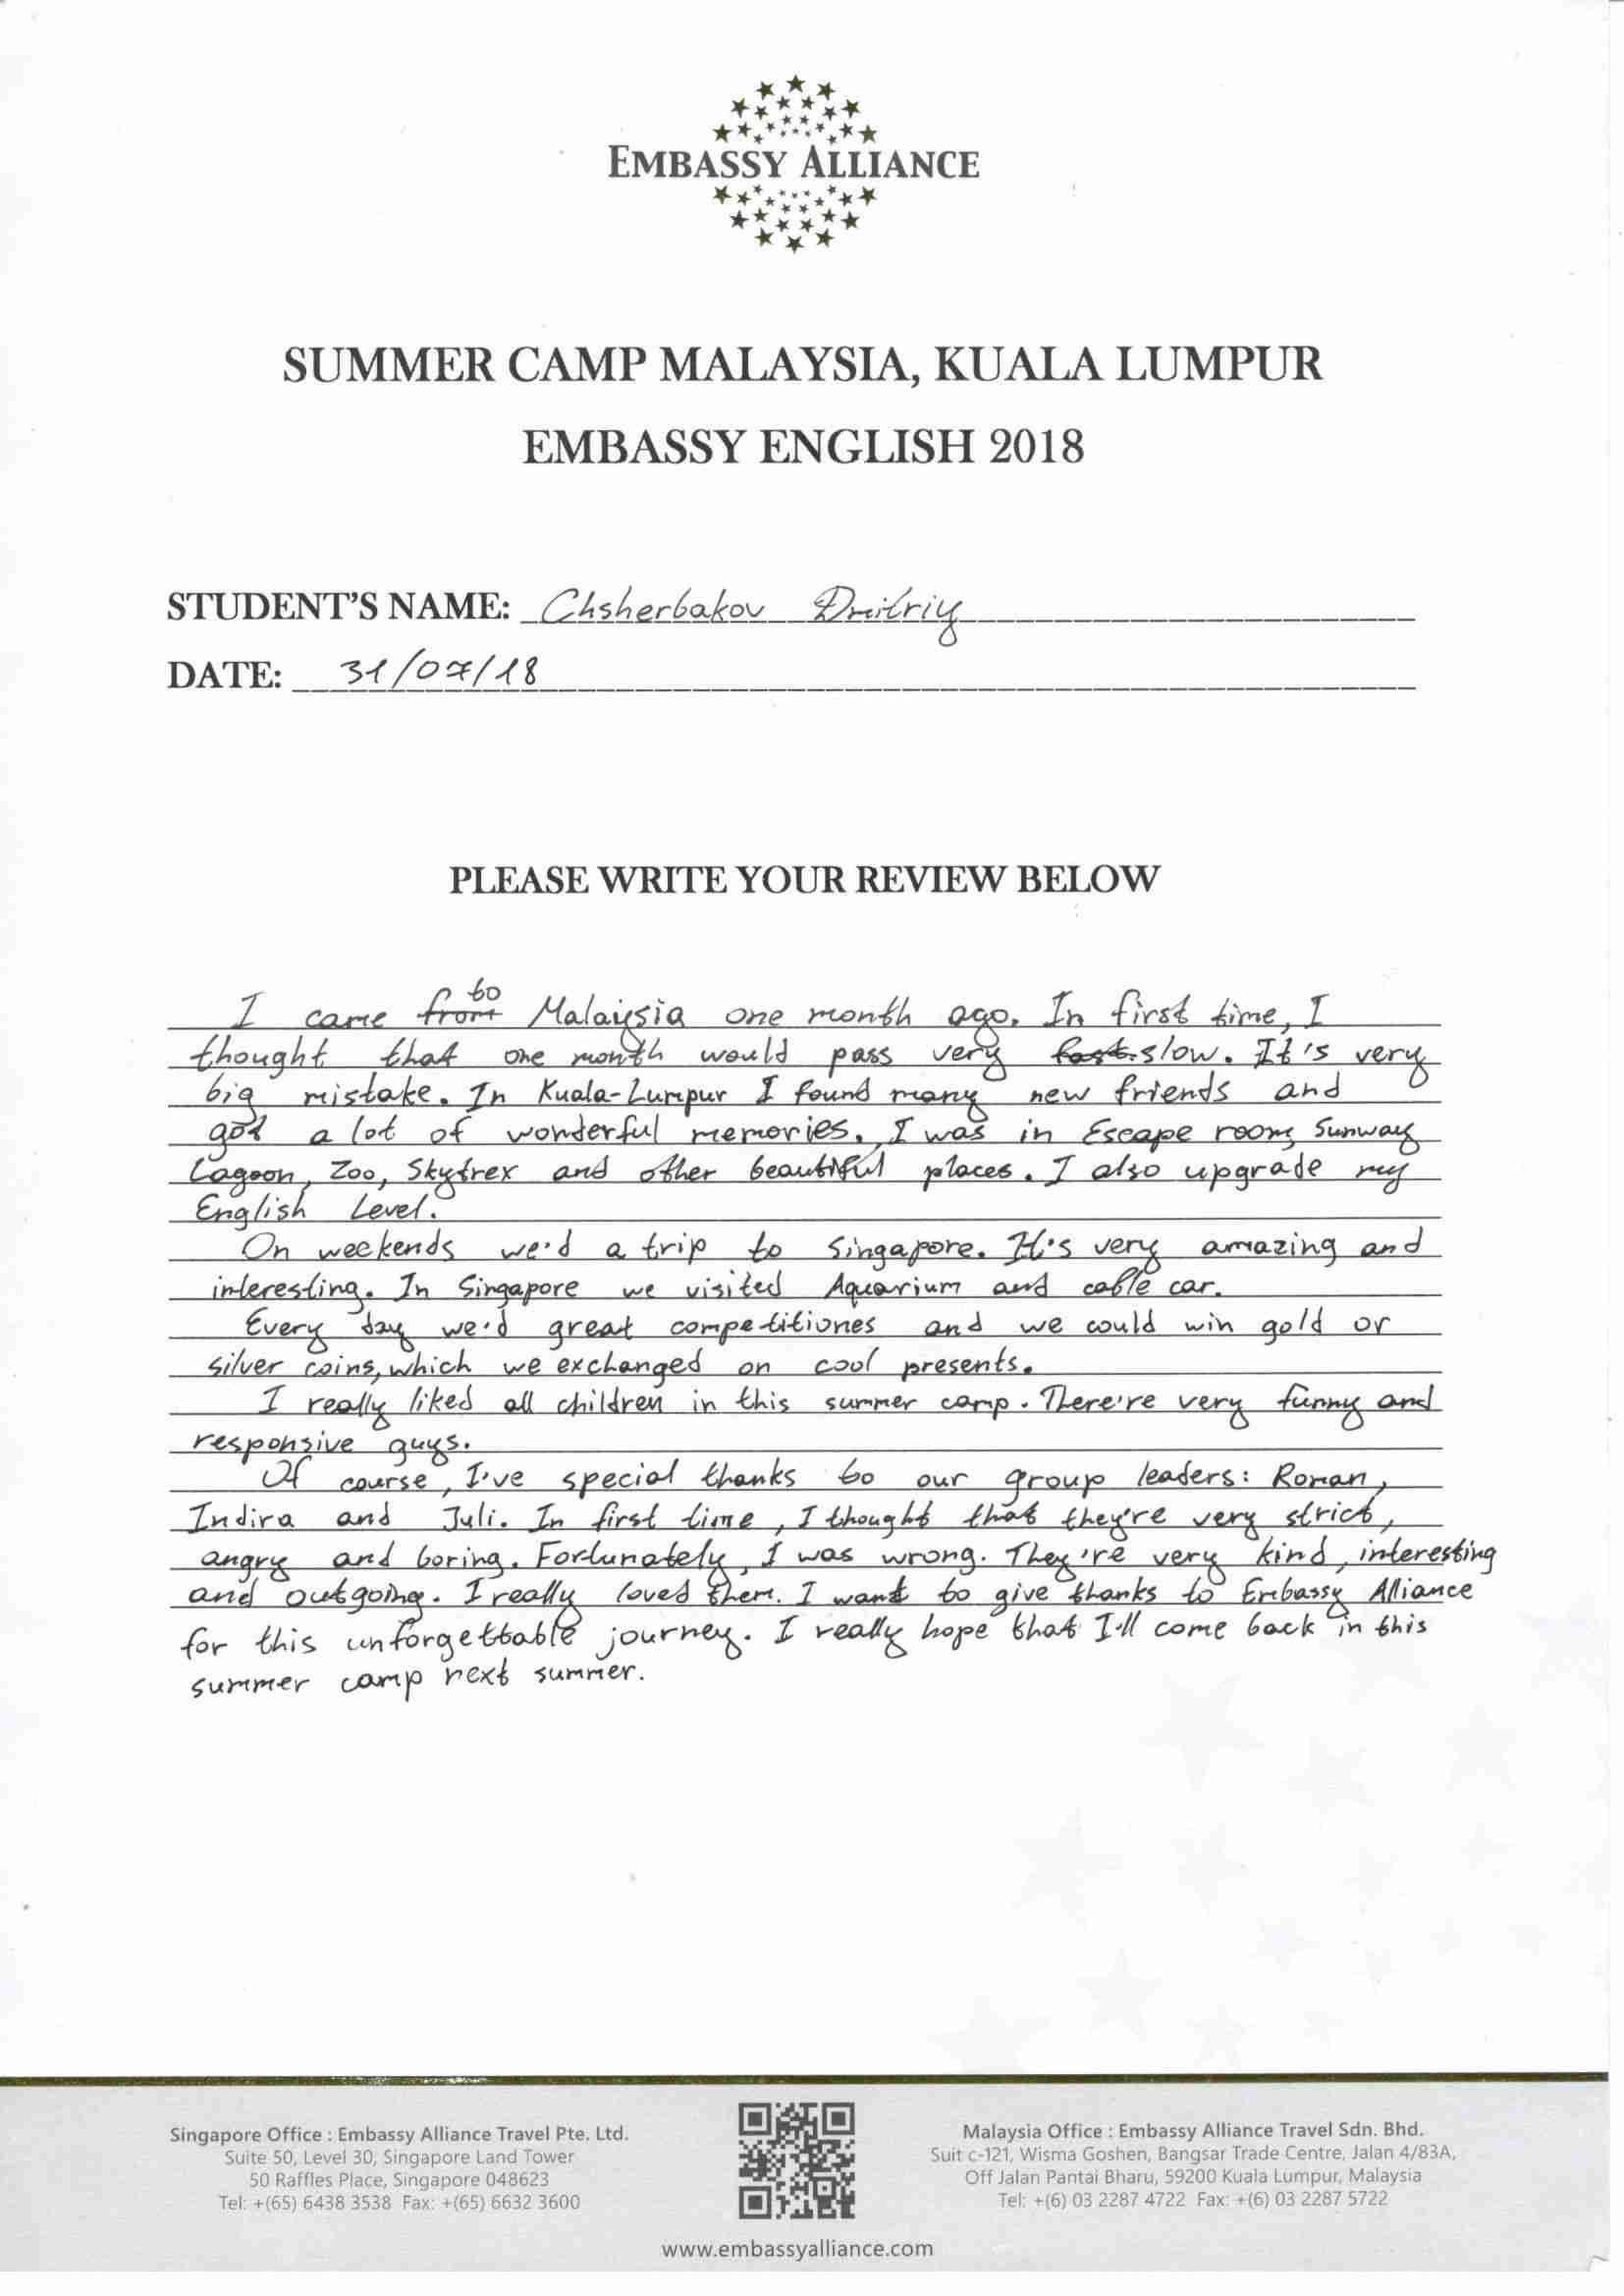 EMBASSY ALLIANCE
SUMMER CAMP MALAYSIA, KUALA LUMPUR
EMBASSY ENGLISH 2018
STUDENT'S NAME: Chsherbakov Dmitriy
DATE: 31/07/18
PLEASE WRITE YOUR REVIEW BELOW
I came from to Malaiysia one month ago. In first time, I
thought that one month would pass very fast. slow. It's very
big mistake. In Kuala-Lumpur I found many new friends and
got a lot of wonderful memories. I was in Escape room, Sunway
Lagoon, Zoo, Skytrex and other beautiful places. I also upgrade my
English Level.
On weekends we'd a trip to Singapore. It's very amazing and
interesting. In Singapore we visited Aquarium and cable car.
Every day we'd great competitiones and we could win gold or
silver coins, which we exchanged on cool presents.
I really liked all children in this summer camp. There're very funny and
responsive guys.
Of course, I've special thanks to our group leaders: Roman,
Indira and Juli. In first time, I thought that they're very strict,
angry and boring. Fortunately, I was wrong. They're very kind, interesting
and outgoing. I really loved them. I want to give thanks to Embassy Alliance
for this unforgettable journey. I really hope that I'll come back in this
summer camp next summer.
Singapore Office : Embassy Alliance Travel Pte. Ltd.
Suite 50, Level 30, Singapore Land Tower
50 Raffles Place, Singapore 048623
Tel: +(65) 6438 3538 Fax: +(65) 6632 3600
Malaysia Office : Embassy Alliance Travel Sdn. Bhd.
Suit c-121, Wisma Goshen, Bangsar Trade Centre, Jalan 4/83A,
Off Jalan Pantai Bharu, 59200 Kuala Lumpur, Malaysia
Tel: +(6) 03 2287 4722 Fax: +(6) 03 2287 5722
www.embassyalliance.com